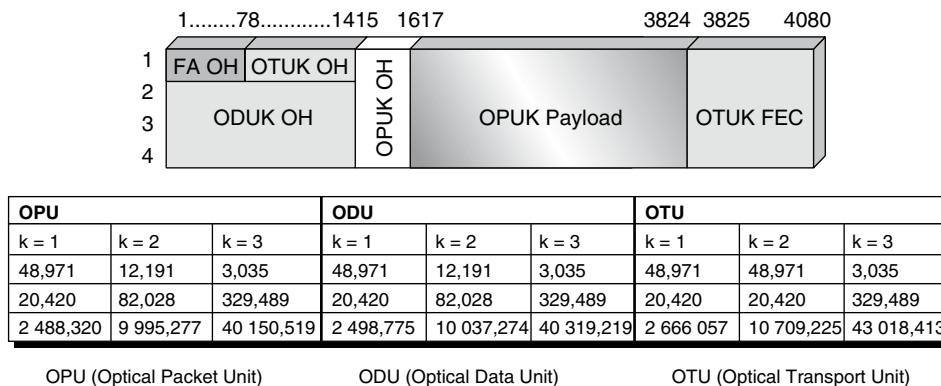 1........78............1415 1617 3824 3825 4080
1 FA OH OTUK OH
2
3 ODUK OH OPUK OH OPUK Payload OTUK FEC
4
OPU ODU OTU
k = 1 k = 2 k = 3 k = 1 k = 2 k = 3 k = 1 k = 2 k = 3
48,971 12,191 3,035 48,971 12,191 3,035 48,971 48,971 3,035
20,420 82,028 329,489 20,420 82,028 329,489 20,420 20,420 329,489
2 488,320 9 995,277 40 150,519 2 498,775 10 037,274 40 319,219 2 666 057 10 709,225 43 018,413
OPU (Optical Packet Unit) ODU (Optical Data Unit) OTU (Optical Transport Unit)